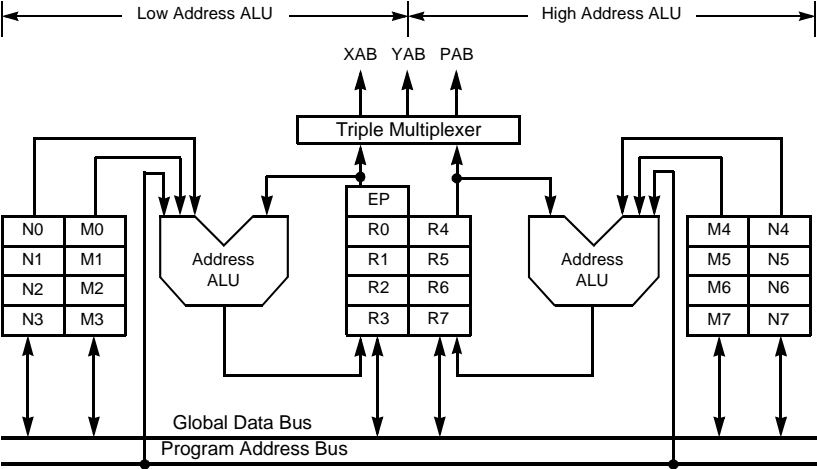 Low Address ALU
High Address ALU
XAB YAB PAB
Triple Multiplexer
EP
N0 M0
N1 M1
N2 M2
N3 M3
Address
ALU
R0 R4
R1 R5
R2 R6
R3 R7
Address
ALU
M4 N4
M5 N5
M6 N6
M7 N7
Global Data Bus
Program Address Bus